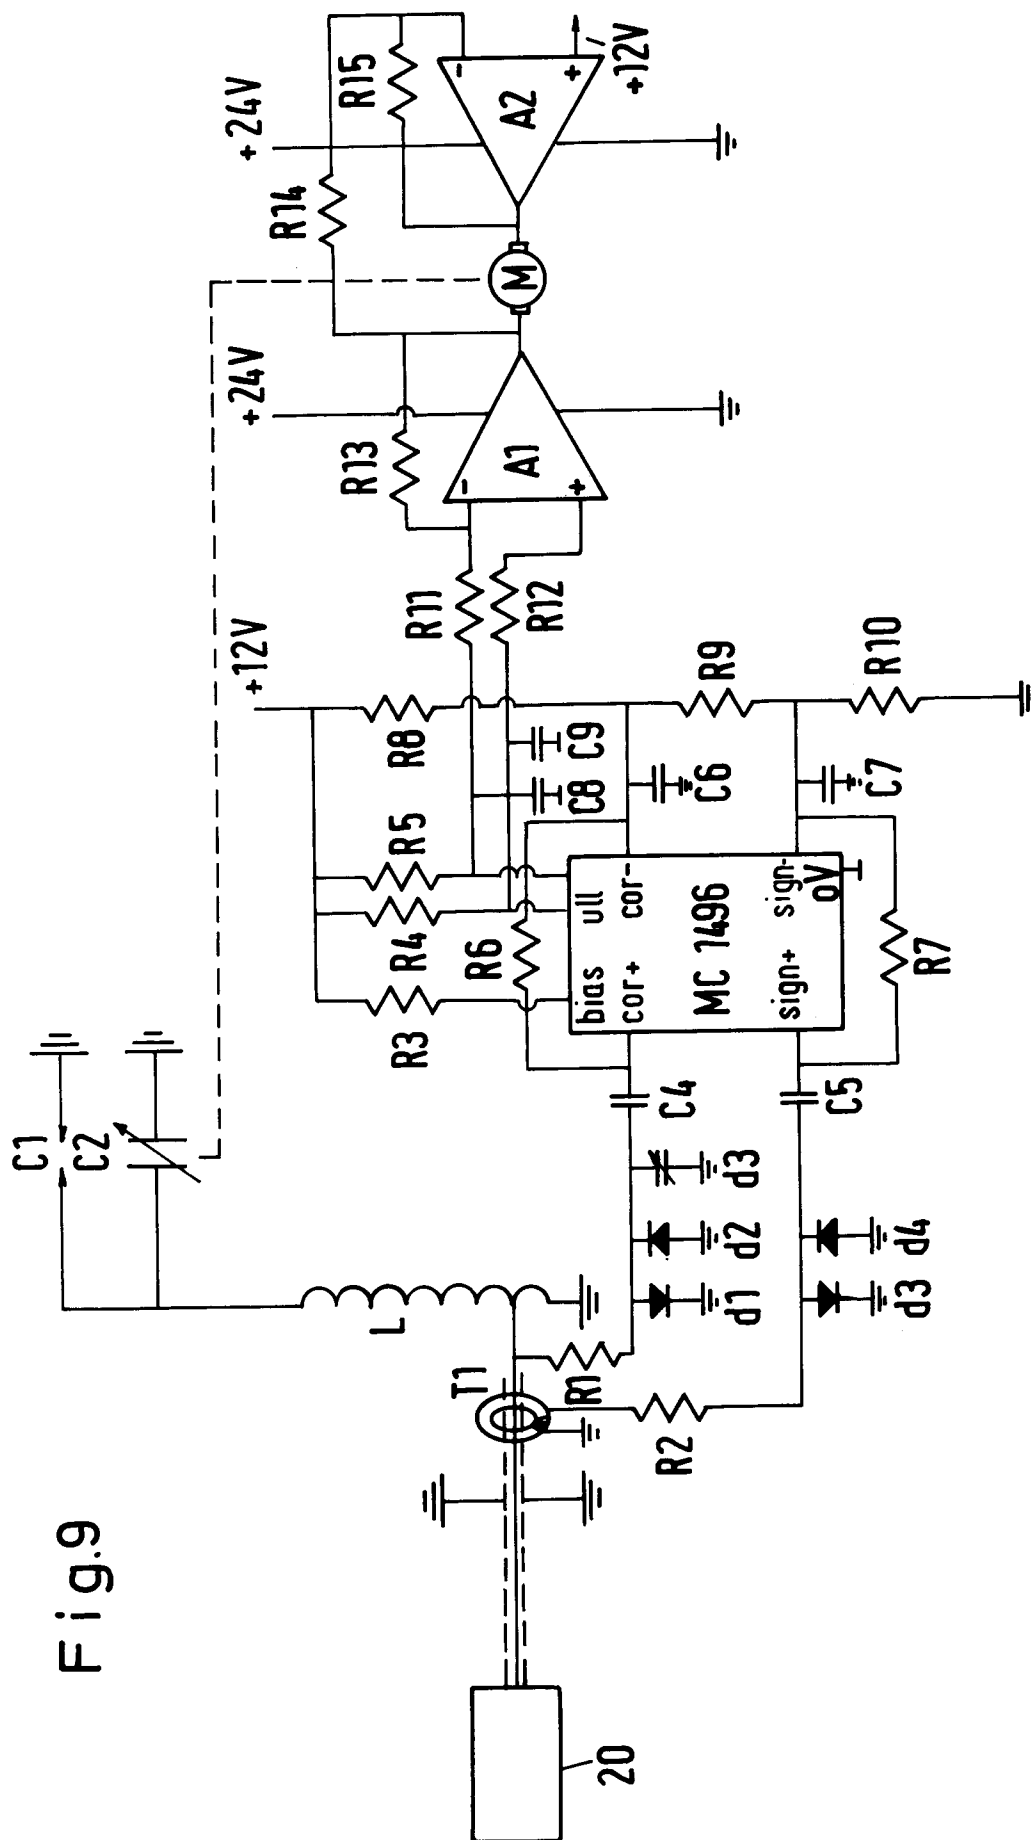 Fig.9
20
C1
C2
L
T1
R1
R2
d1
d2
d3
d3
d4
C4
C5
+12V
R3
R4
R5
R8
R6
bias
ull
cor+
cor-
MC 1496
sign+
sign-
0V
R7
C8
C9
C6
C7
R9
R10
R11
R12
R13
+24V
-
+
A1
M
R14
R15
+24V
-
+
A2
+12V